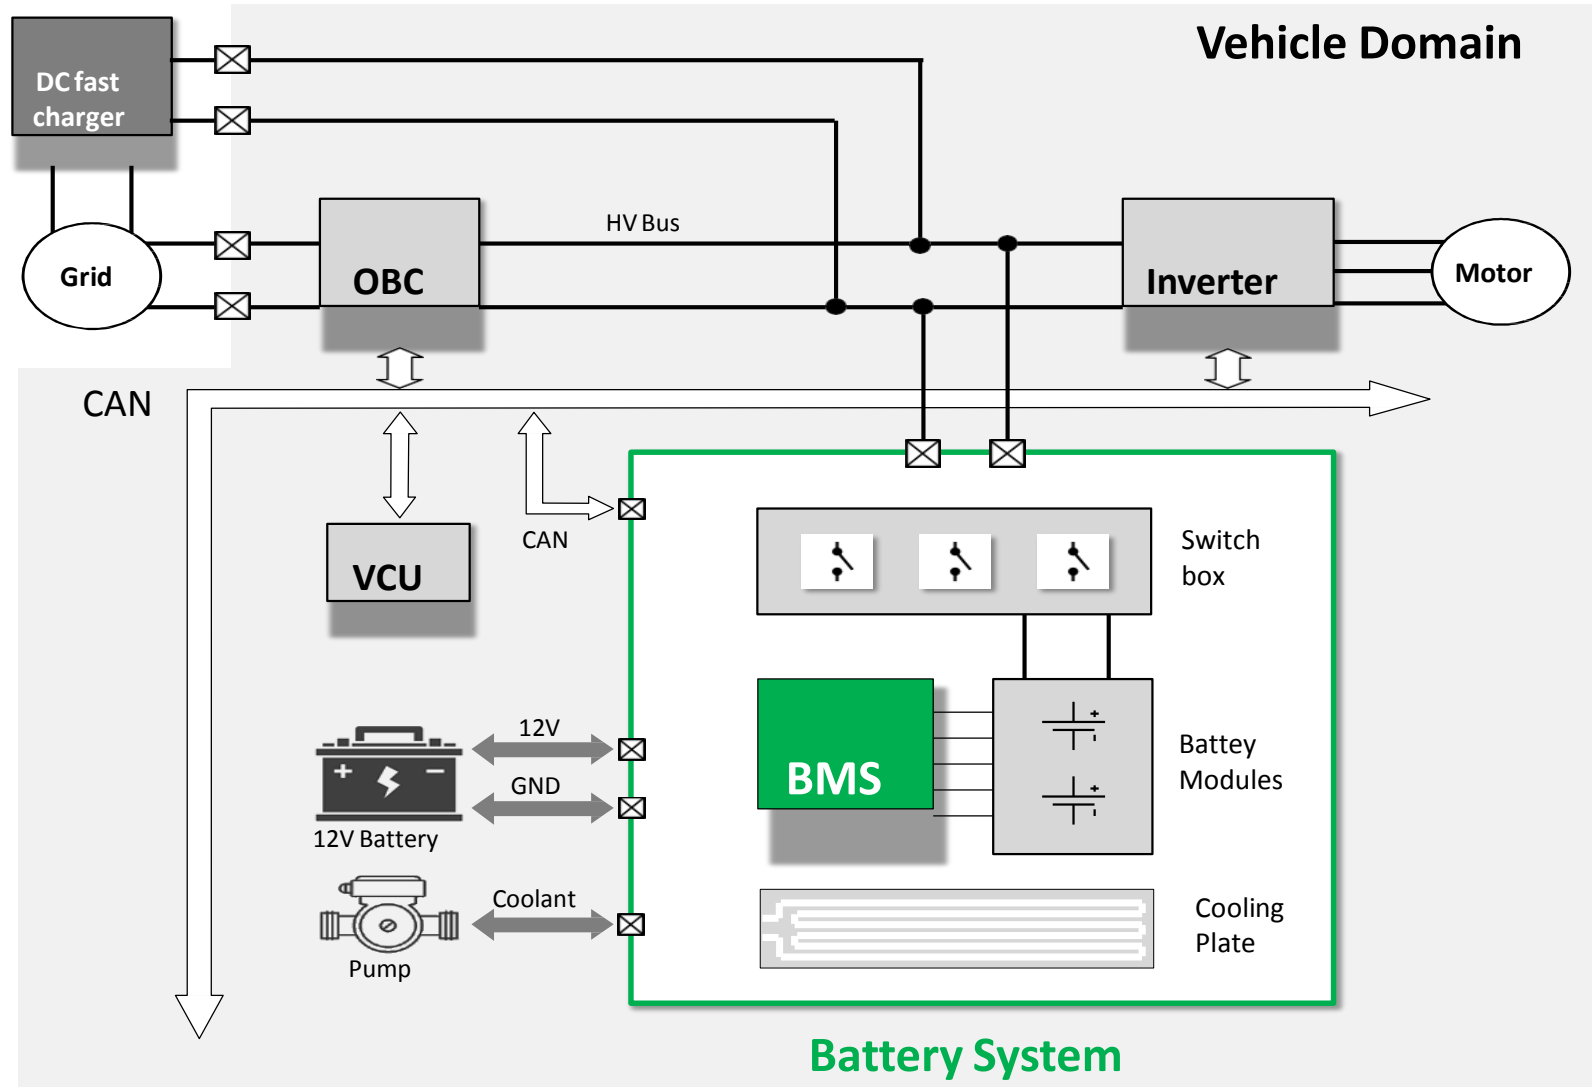 Vehicle Domain
DC fast
charger
HV Bus
Grid
OBC
Inverter
Motor
CAN
CAN
VCU
Switch
box
12V
GND
12V Battery
+ −
BMS
+
+
Battey
Modules
Coolant
Pump
Cooling
Plate
Battery System